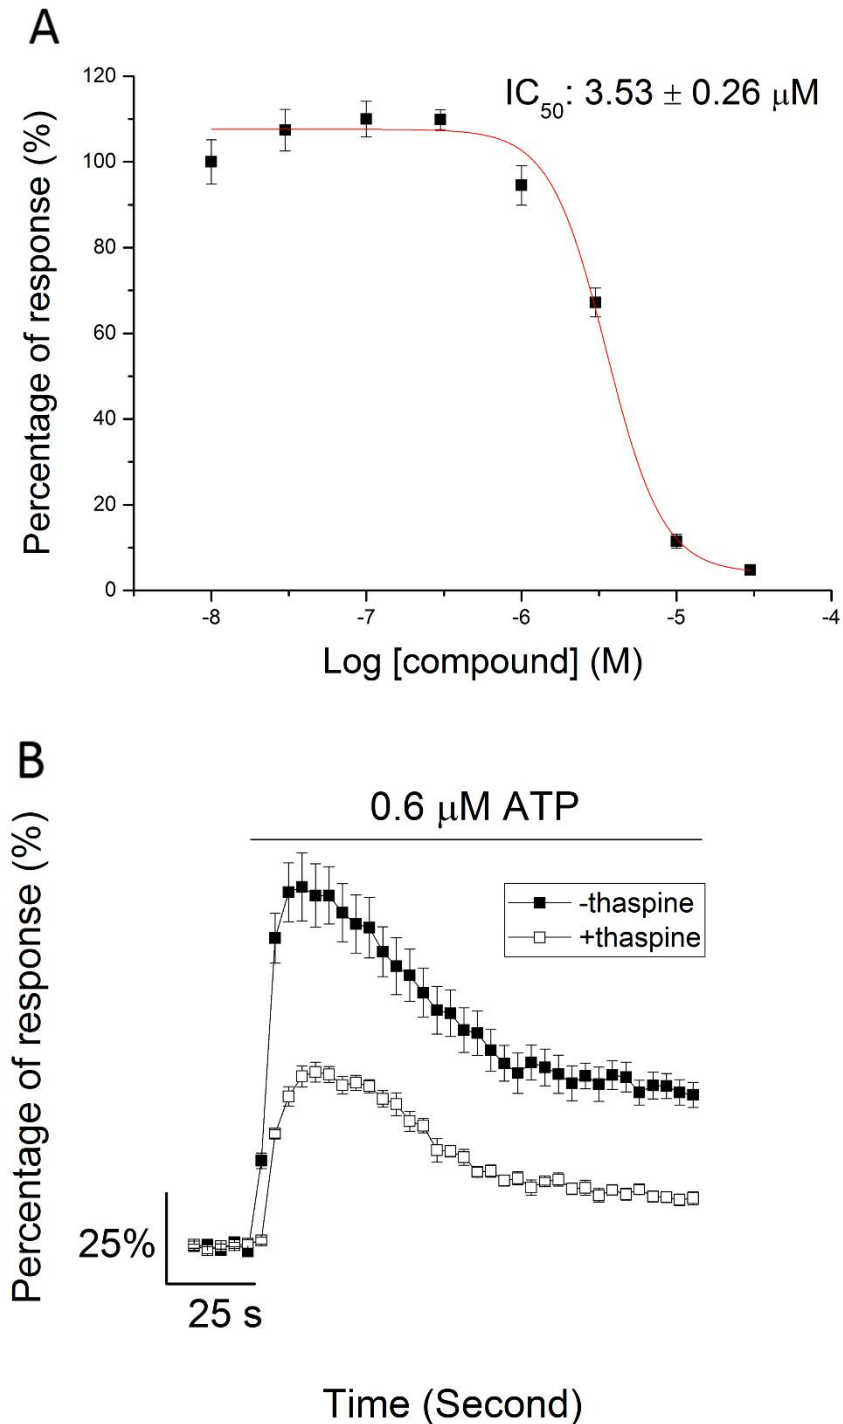 A
IC50: 3.53 ± 0.26 μM
Percentage of response (%)
120
100
80
60
40
20
0
-8
-7
-6
-5
-4
Log [compound] (M)
B
0.6 μM ATP
Percentage of response (%)
-thaspine
+thaspine
25%
25 s
Time (Second)